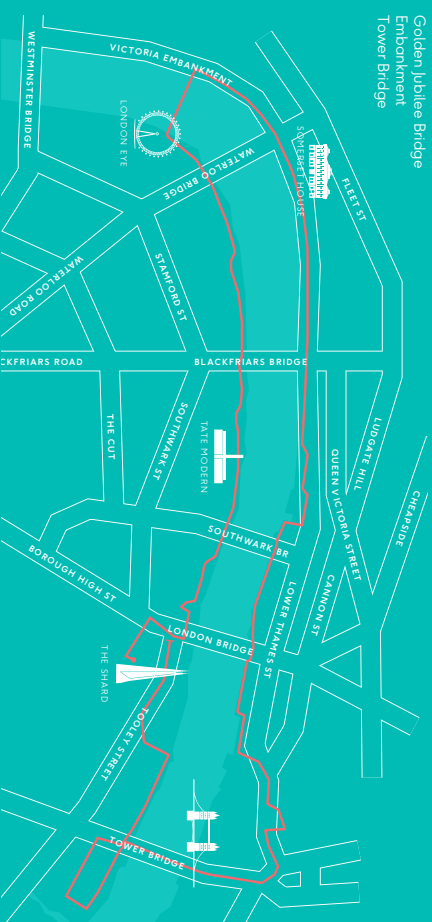 Golden Jubilee Bridge
Embankment
Tower Bridge
WESTMINSTER BRIDGE
VICTORIA EMBANKMENT
LONDON EYE
WATERLOO BRIDGE
SOMERSET HOUSE
FLEET ST
WATERLOO ROAD
STAMFORD ST
CKFRIARS ROAD
BLACKFRIARS BRIDGE
THE CUT
SOUTHWARK ST
TATE MODERN
LUDGATE HILL
QUEEN VICTORIA STREET
CHEAPSIDE
SOUTHWARK BR
BOROUGH HIGH ST
LOWER THAMES ST
CANNON ST
LONDON BRIDGE
THE SHARD
TOOLEY STREET
TOWER BRIDGE